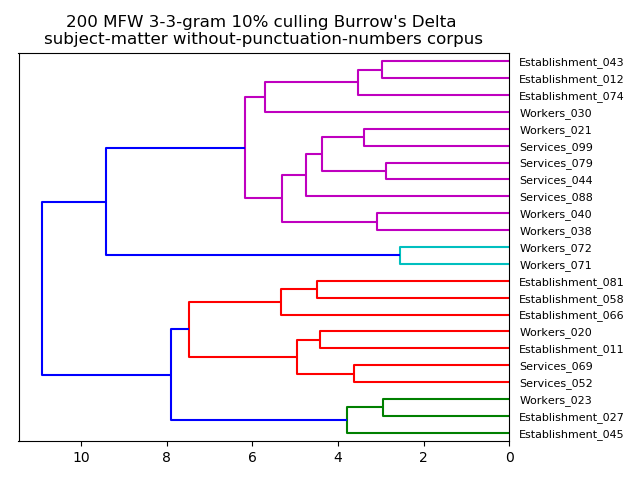 200 MFW 3-3-gram 10% culling Burrow's Delta
subject-matter without-punctuation-numbers corpus
Establishment_043
Establishment_012
Establishment_074
Workers_030
Workers_021
Services_099
Services_079
Services_044
Services_088
Workers_040
Workers_038
Workers_072
Workers_071
Establishment_081
Establishment_058
Establishment_066
Workers_020
Establishment_011
Services_069
Services_052
Workers_023
Establishment_027
Establishment_045
10 8 6 4 2 0